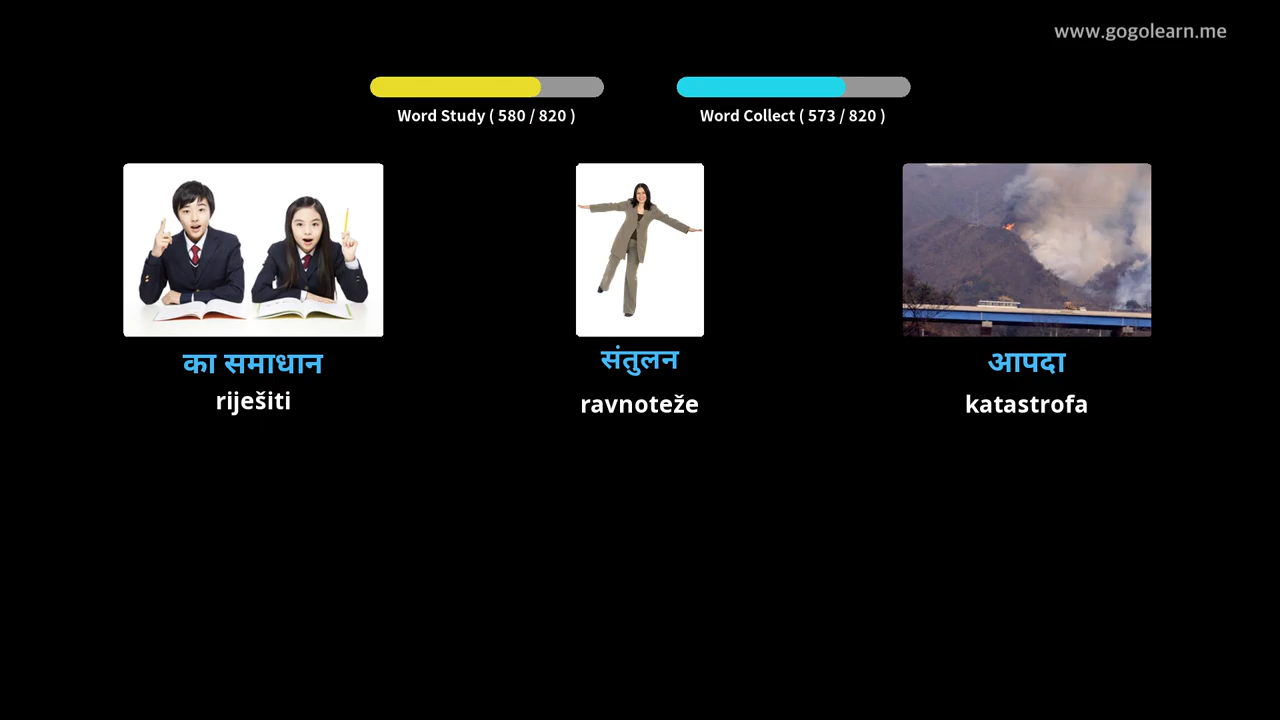 www.gogolearn.me
Word Study ( 580 / 820 )
Word Collect ( 573 / 820 )
का समाधान
riješiti
संतुलन
ravnoteže
आपदा
katastrofa